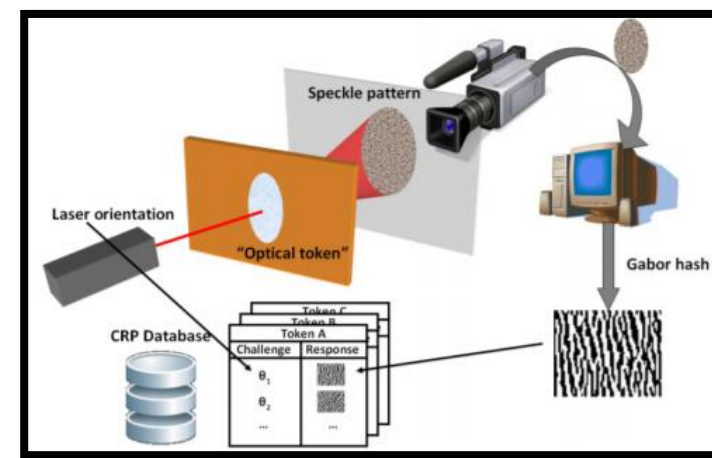 Speckle pattern
Laser orientation
"Optical token"
Gabor hash
CRP Database
Token C
Token B
Token A
Challenge Response
θ1
θ2
... ...